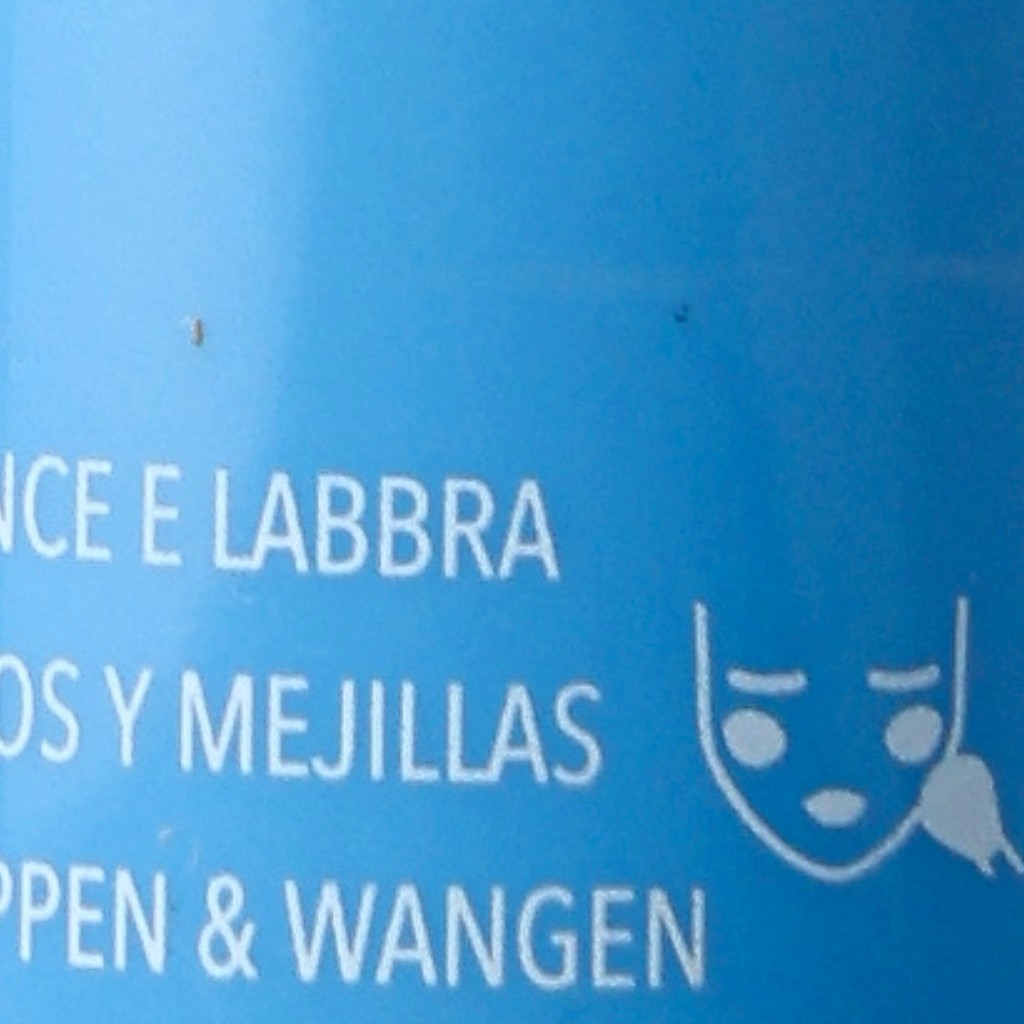 NCE E LABBRA
OS Y MEJILLAS
PPEN & WANGEN